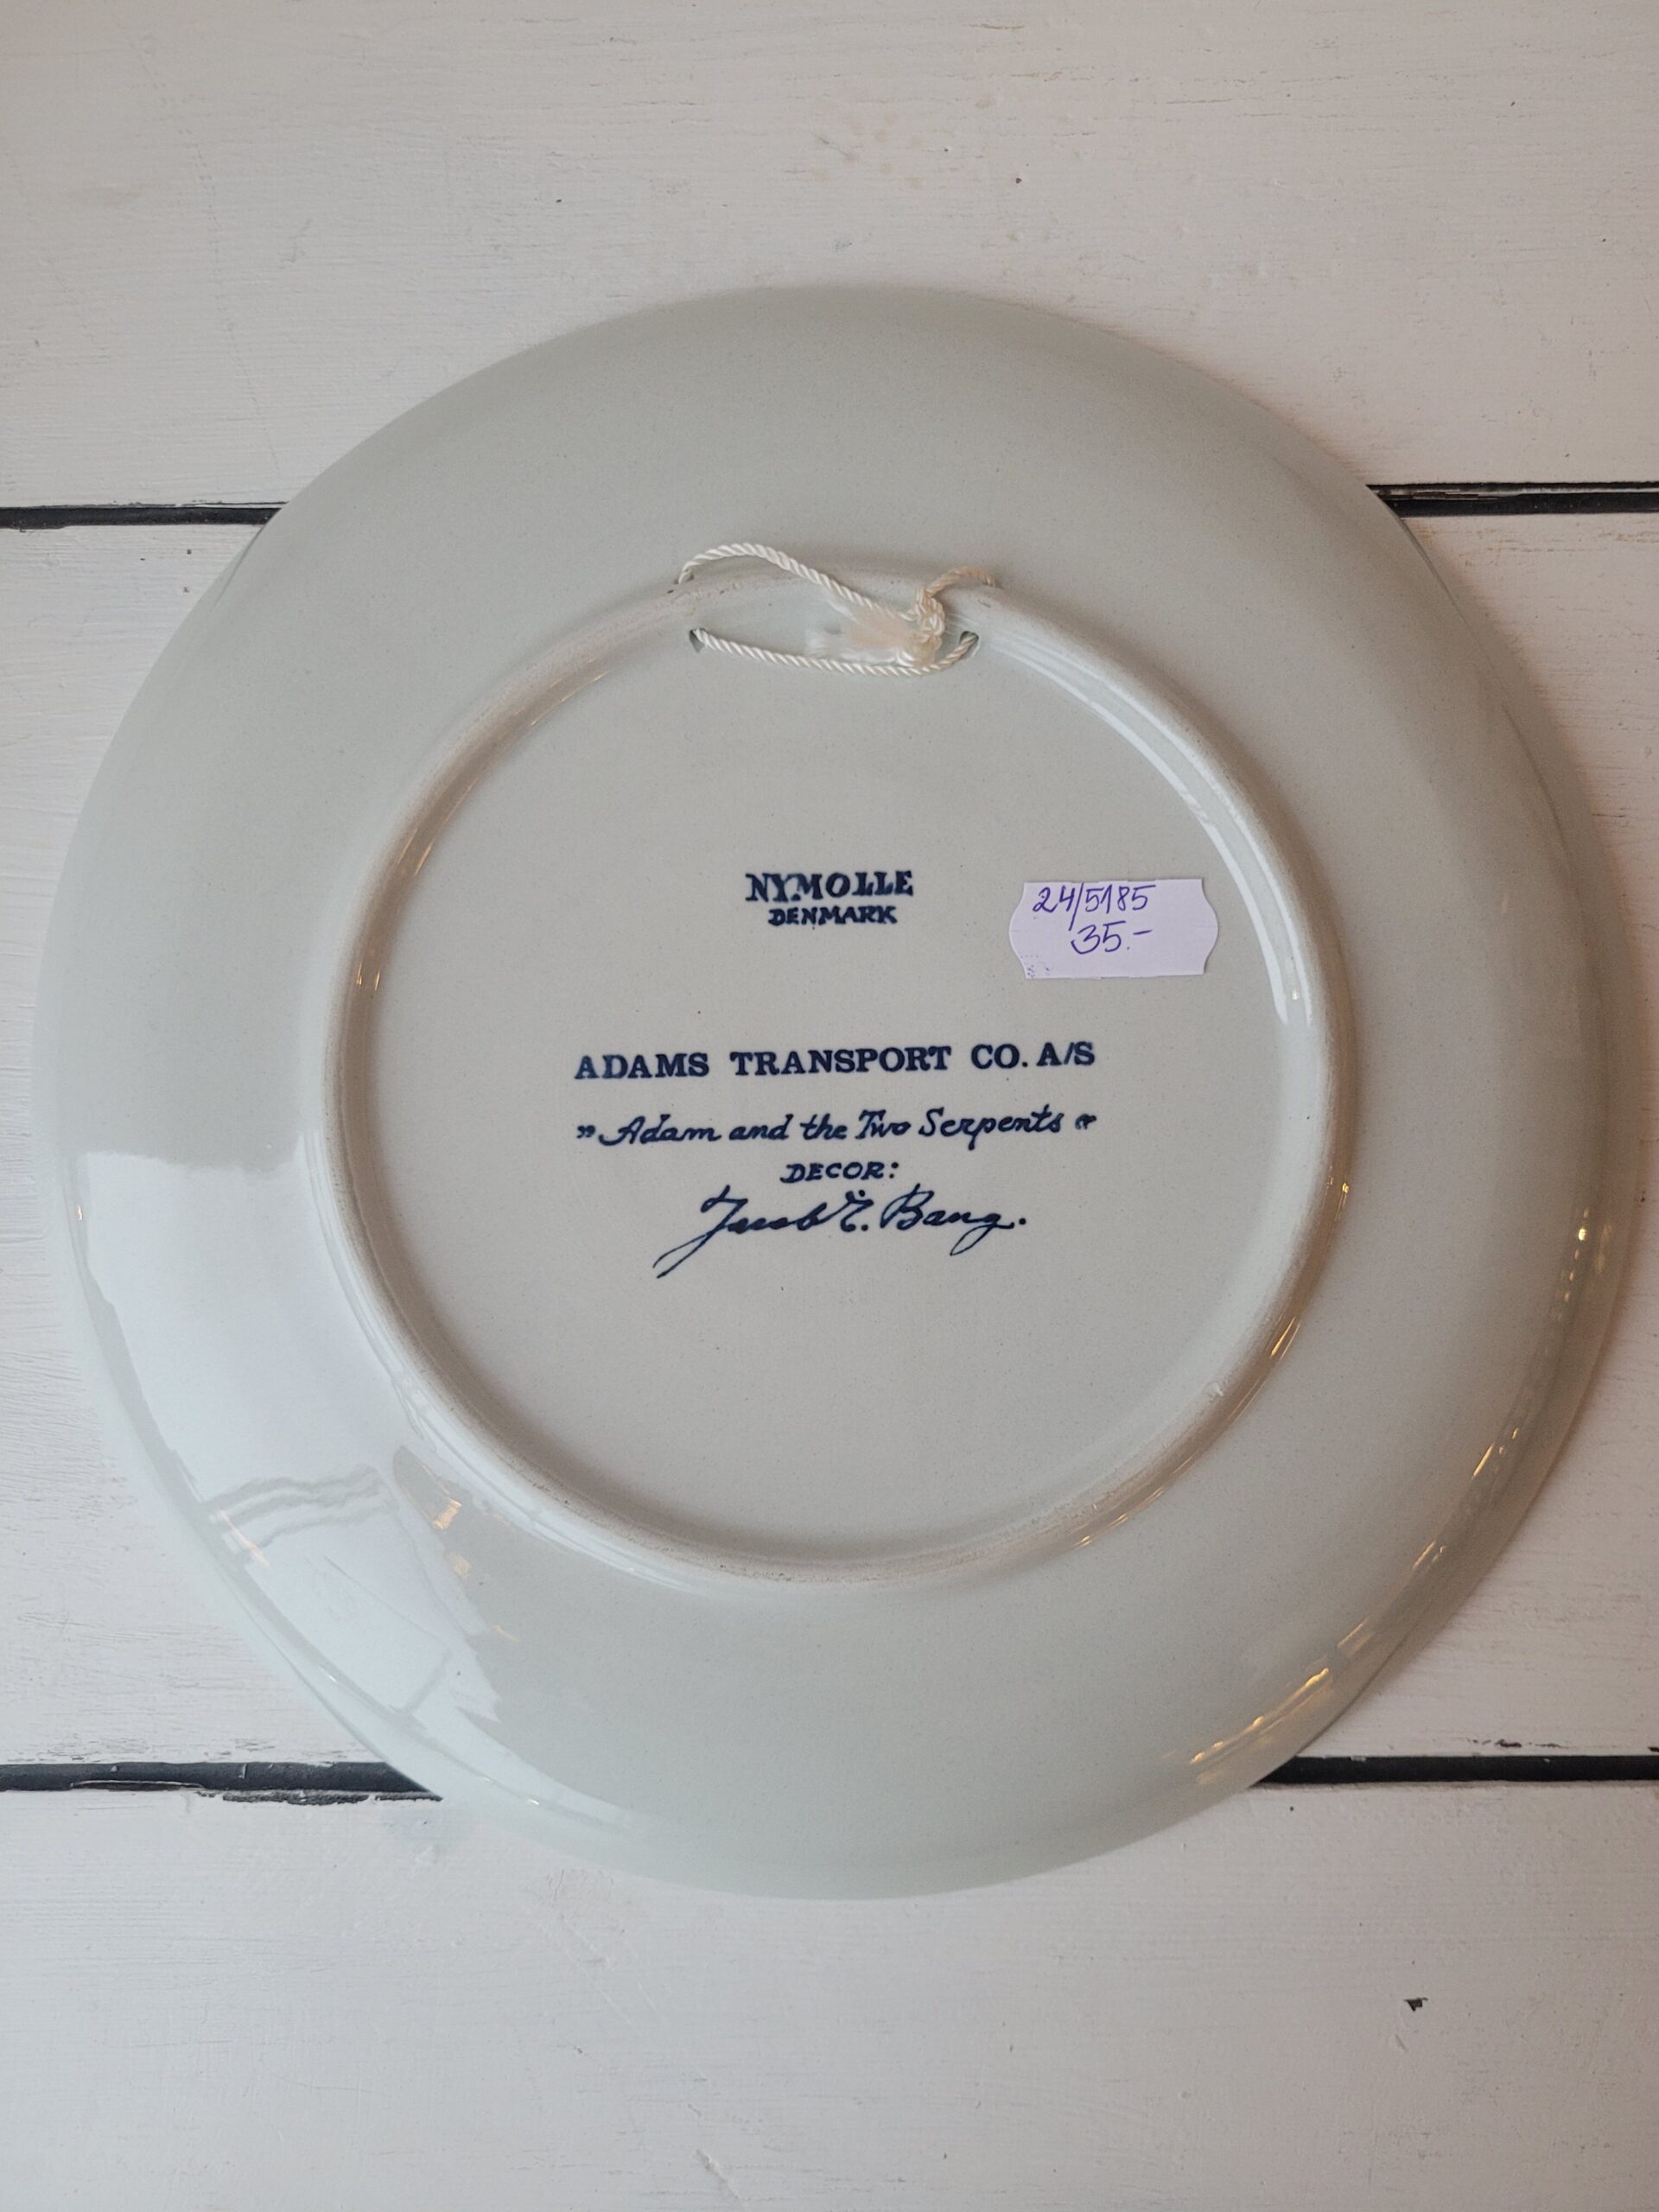 NYMOLLE
DENMARK
24/5185
35.-
ADAMS TRANSPORT CO. A/S
„Adam and the Two Serpents“
DECOR:
Jacob E. Bang.